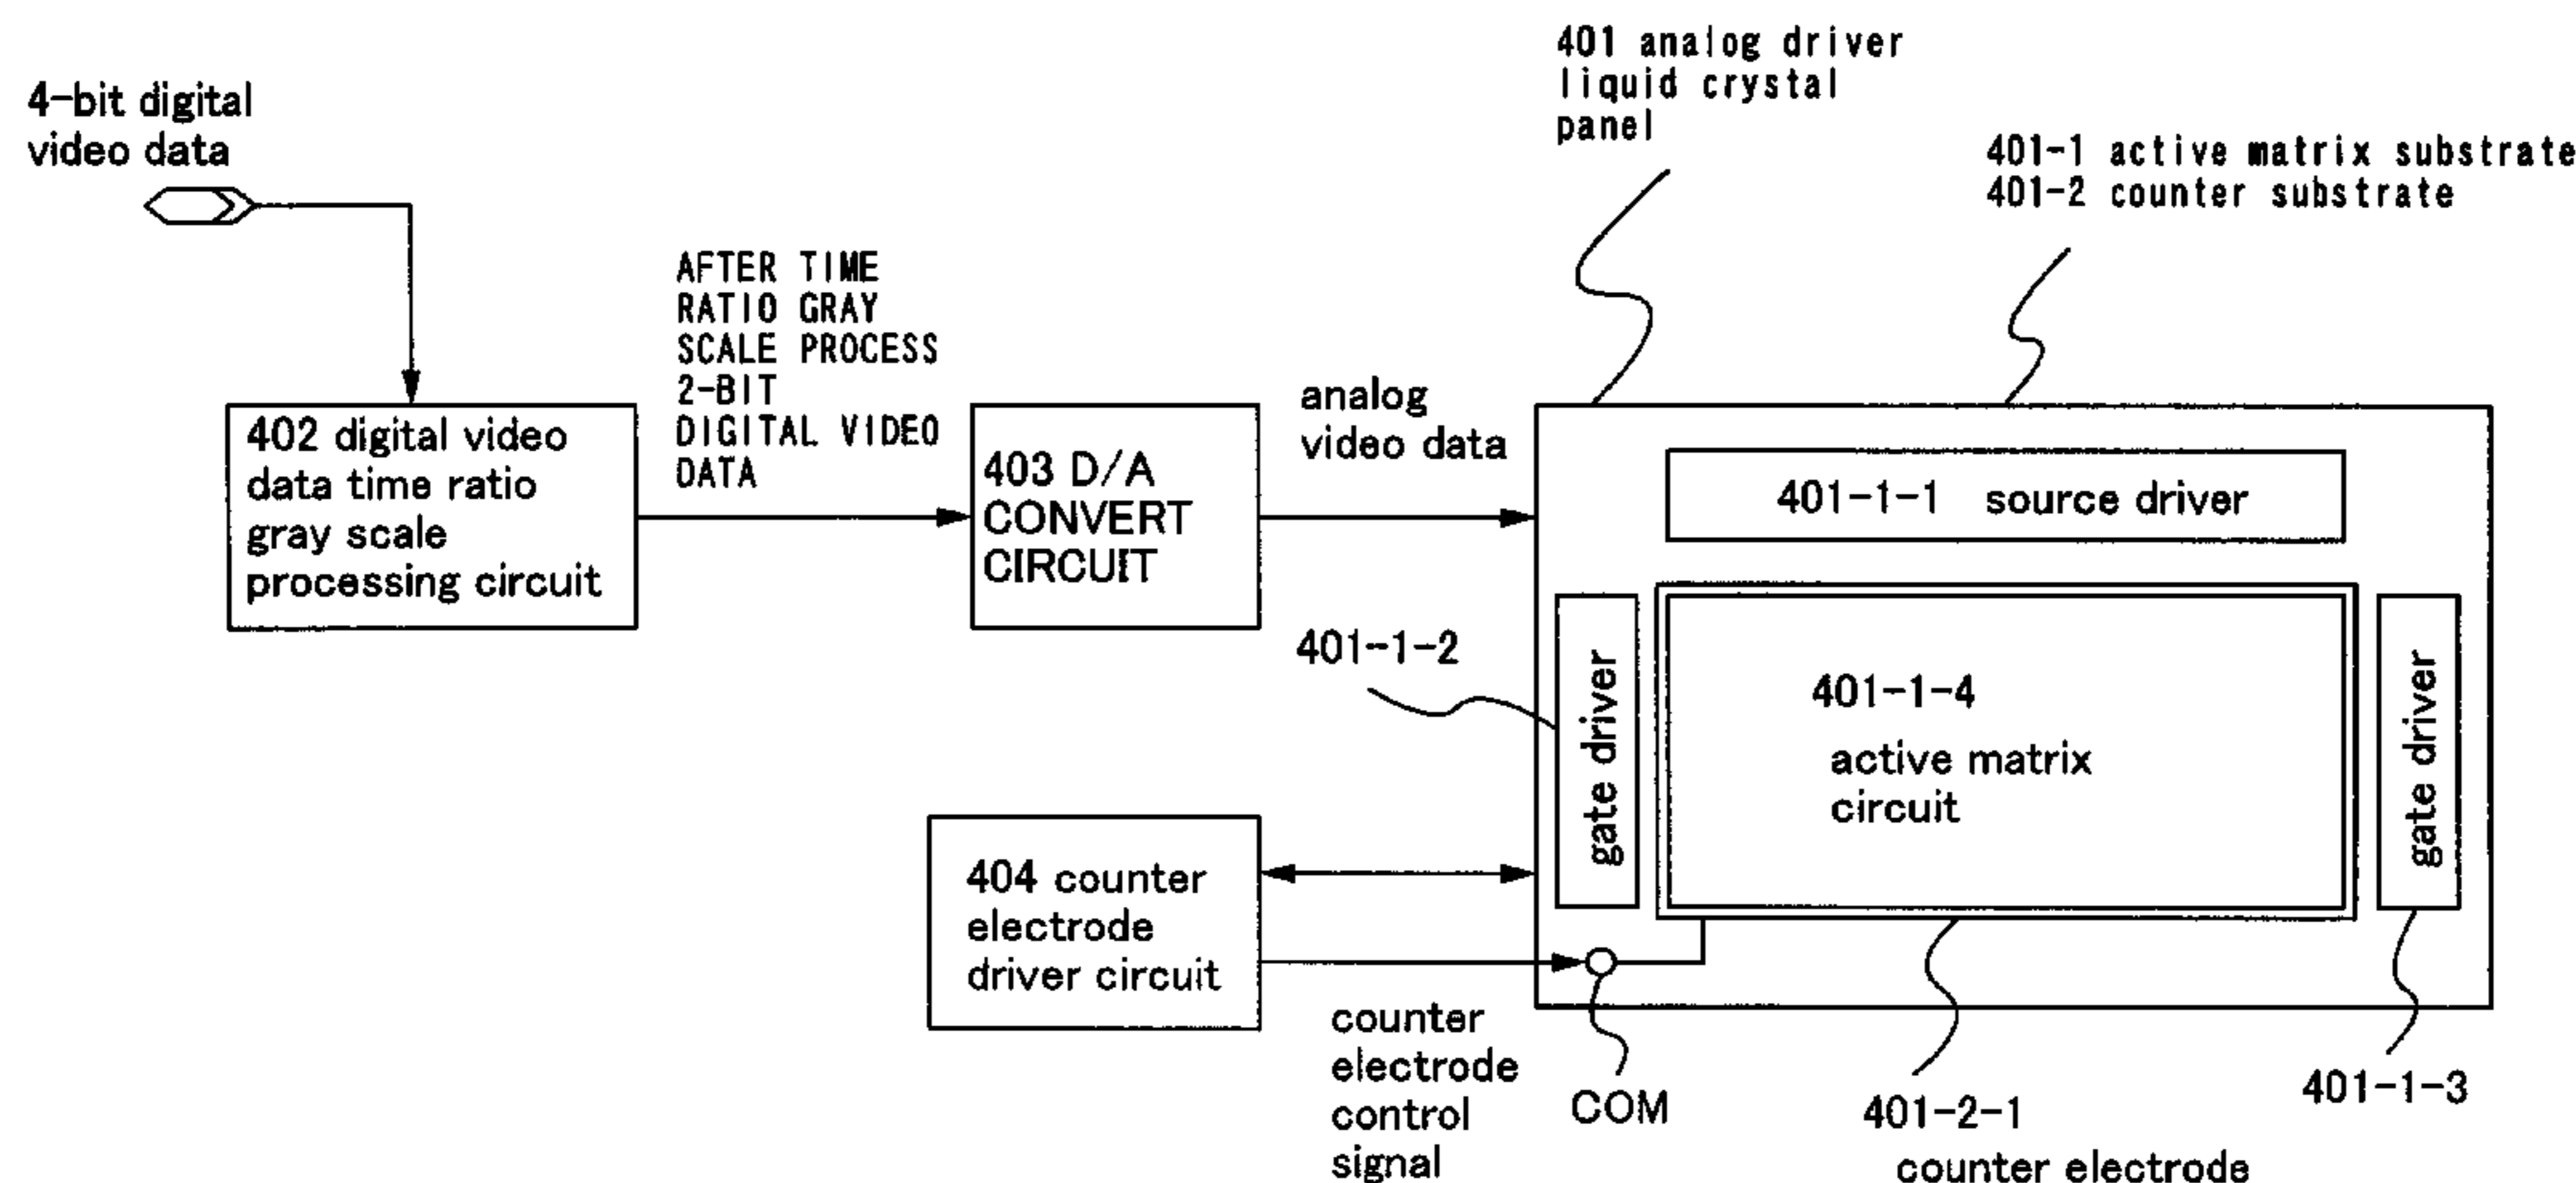 401 analog driver
liquid crystal
panel
4-bit digital
video data
401-1 active matrix substrate
401-2 counter substrate
AFTER TIME
RATIO GRAY
SCALE PROCESS
2-BIT
DIGITAL VIDEO
DATA
analog
video data
402 digital video
data time ratio
gray scale
processing circuit
403 D/A
CONVERT
CIRCUIT
401-1-1 source driver
401-1-2
gate driver
401-1-4
active matrix
circuit
gate driver
404 counter
electrode
driver circuit
counter
electrode
control
signal
COM
401-2-1
counter electrode
401-1-3